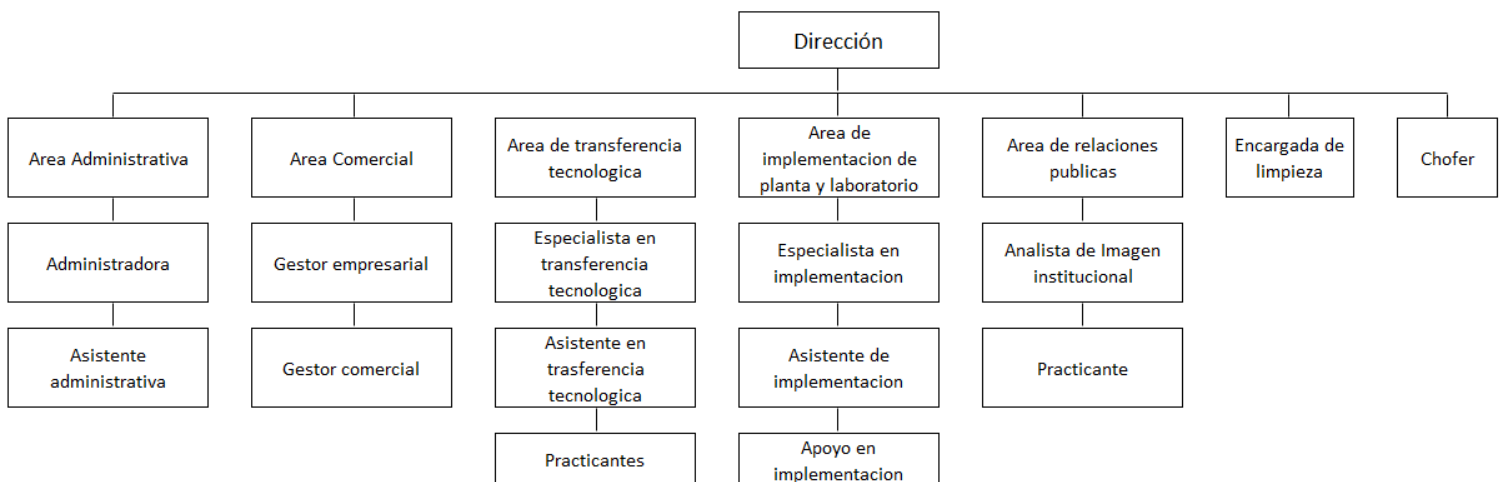 Dirección
Area Administrativa
Area Comercial
Area de transferencia
tecnologica
Area de
implementacion de
planta y laboratorio
Area de relaciones
publicas
Encargada de
limpieza
Chofer
Administradora
Gestor empresarial
Especialista en
transferencia
tecnologica
Especialista en
implementacion
Analista de Imagen
institucional
Asistente
administrativa
Gestor comercial
Asistente en
trasferencia
tecnologica
Asistente de
implementacion
Practicante
Practicantes
Apoyo en
implementacion